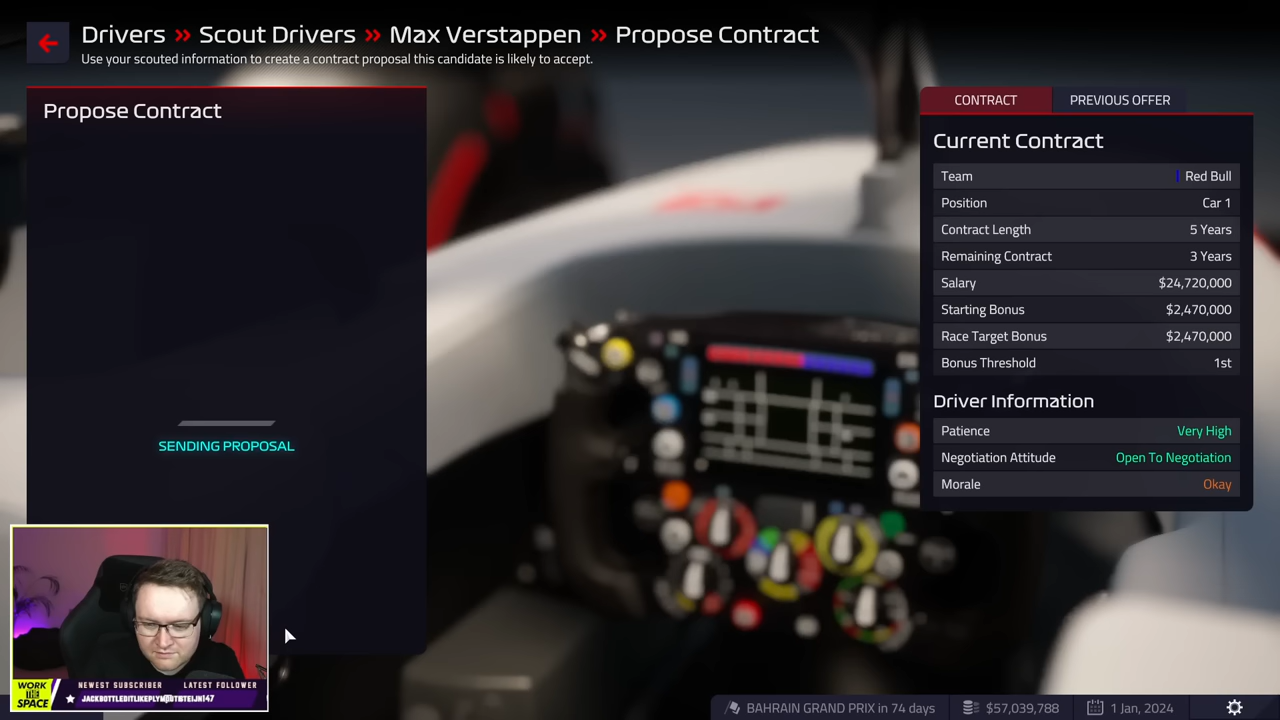 Drivers » Scout Drivers » Max Verstappen » Propose Contract
Use your scouted information to create a contract proposal this candidate is likely to accept.
Propose Contract
SENDING PROPOSAL
CONTRACT
PREVIOUS OFFER
Current Contract
Team Red Bull
Position Car 1
Contract Length 5 Years
Remaining Contract 3 Years
Salary $24,720,000
Starting Bonus $2,470,000
Race Target Bonus $2,470,000
Bonus Threshold 1st
Driver Information
Patience Very High
Negotiation Attitude Open To Negotiation
Morale Okay
WORK
THE
SPACE
NEWEST SUBSCRIBER
LATEST FOLLOWER
BAHRAIN GRAND PRIX in 74 days
$57,039,788
1 Jan, 2024